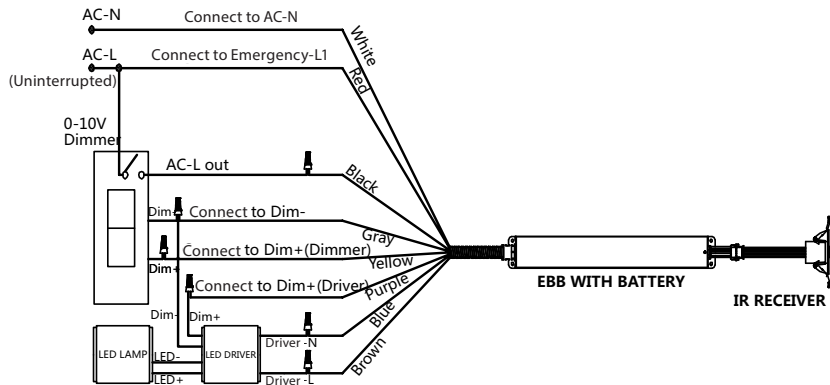 AC-N
Connect to AC-N
White
AC-L
Connect to Emergency-L1
(Uninterrupted)
Red
0-10V
Dimmer
AC-L out
Black
Dim-
Connect to Dim-
Gray
Connect to Dim+(Dimmer)
Yellow
Dim+
Connect to Dim+(Driver)
Purple
EBB WITH BATTERY
IR RECEIVER
Dim-
Dim+
Blue
Driver -N
LED LAMP
LED-
LED DRIVER
Brown
LED+
Driver -L